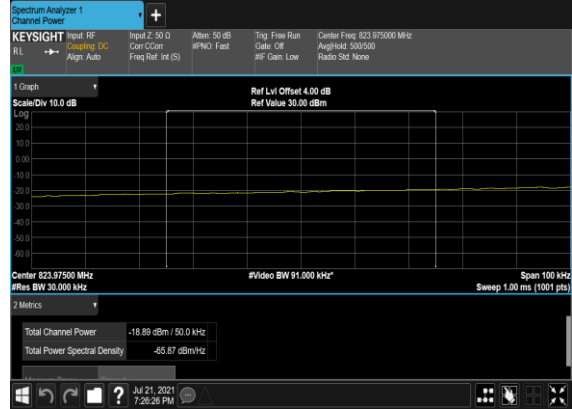 Spectrum Analyzer 1
Channel Power
+
KEYSIGHT Input: RF Input Z: 50 Ω Atten: 50 dB Trig: Free Run Center Freq: 823.975000 MHz
RL Coupling: DC Corr CCorr #PNO: Fast Gate: Off Avg|Hold: 500/500
Align: Auto Freq Ref: Int (S) #IF Gain: Low Radio Std: None
1 Graph
Ref Lvl Offset 4.00 dB
Scale/Div 10.0 dB Ref Value 30.00 dBm
Log
20.0
10.0
0.00
-10.0
-20.0
-30.0
-40.0
-50.0
-60.0
Center 823.97500 MHz #Video BW 91.000 kHz* Span 100 kHz
#Res BW 30.000 kHz Sweep 1.00 ms (1001 pts)
2 Metrics
Total Channel Power -18.89 dBm / 50.0 kHz
Total Power Spectral Density -65.87 dBm/Hz
? Jul 21, 2021
7:26:26 PM